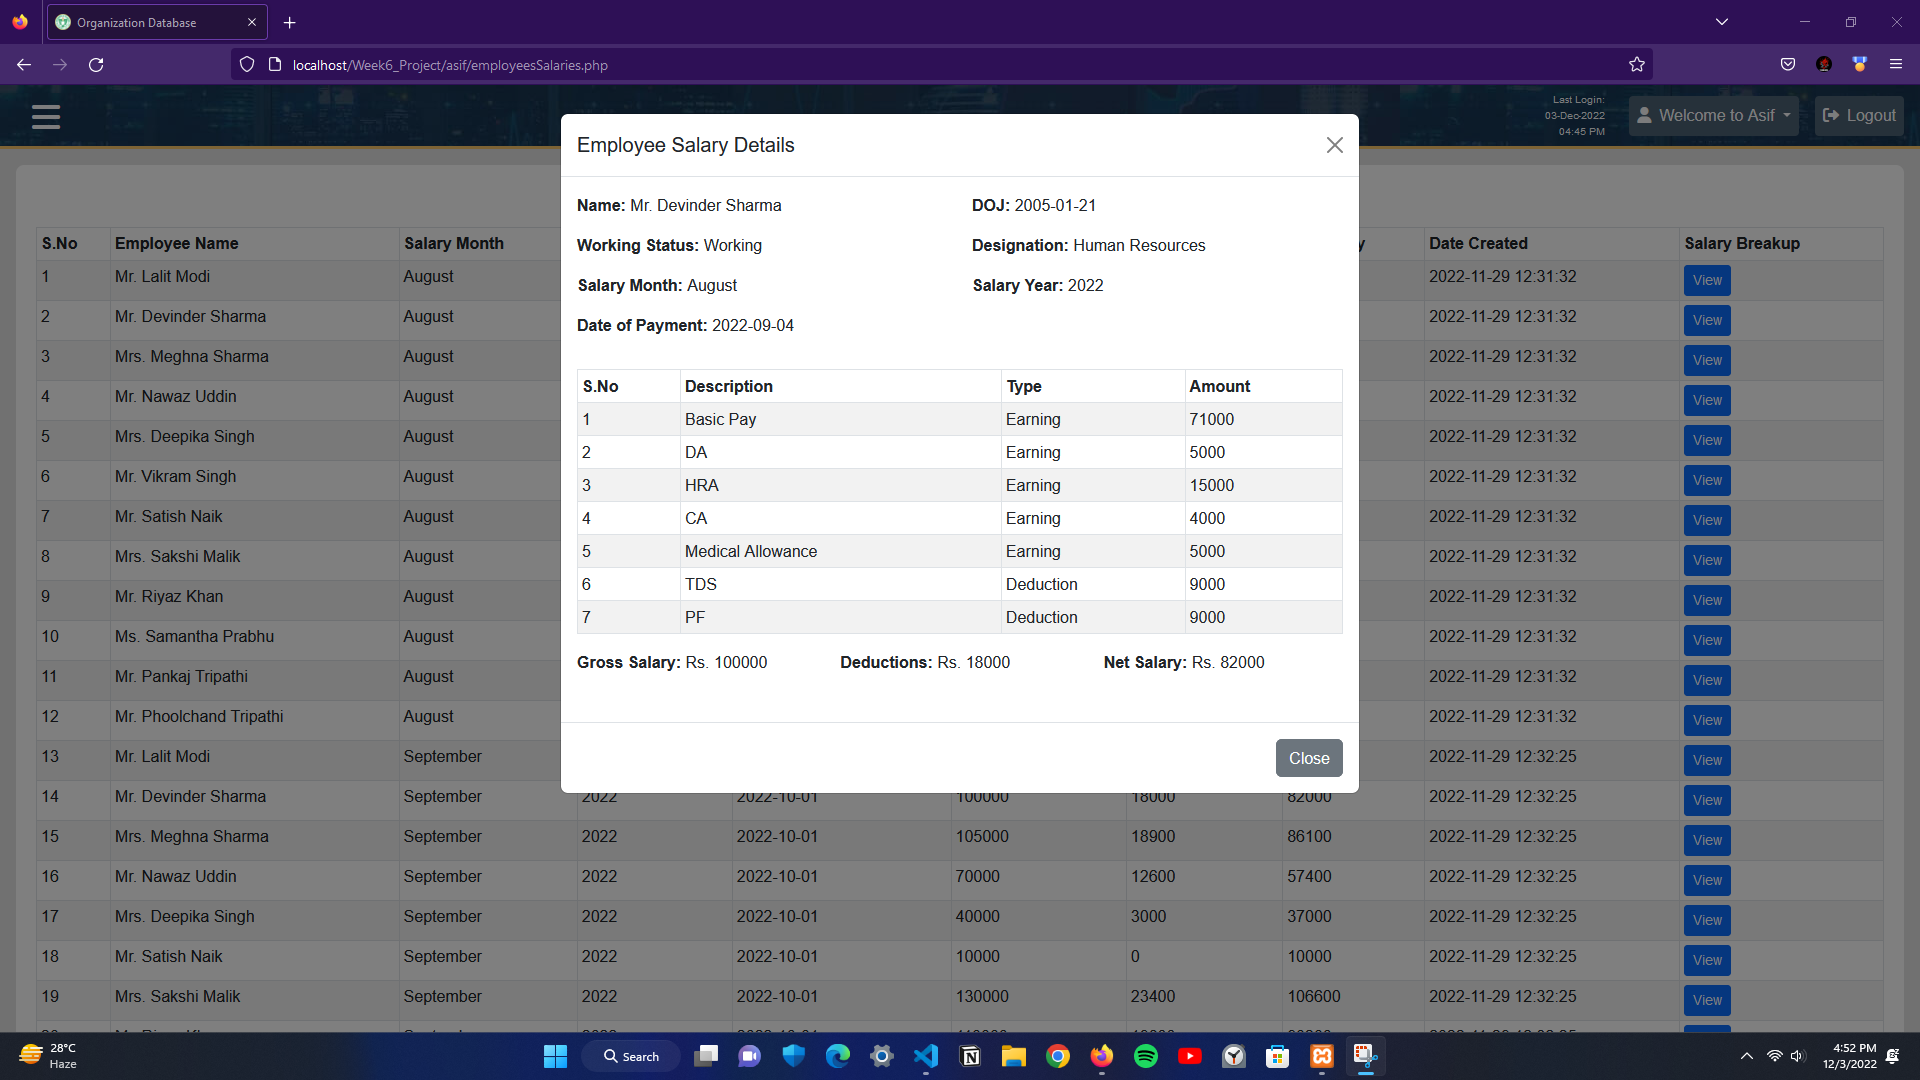 Organization Database
localhost/Week6_Project/asif/employeesSalaries.php
Last Login:
03-Dec-2022
04:45 PM
Welcome to Asif
Logout
Employee Salary Details
Name: Mr. Devinder Sharma DOJ: 2005-01-21
Working Status: Working Designation: Human Resources
Salary Month: August Salary Year: 2022
Date of Payment: 2022-09-04
S.No Description Type Amount
1 Basic Pay Earning 71000
2 DA Earning 5000
3 HRA Earning 15000
4 CA Earning 4000
5 Medical Allowance Earning 5000
6 TDS Deduction 9000
7 PF Deduction 9000
Gross Salary: Rs. 100000 Deductions: Rs. 18000 Net Salary: Rs. 82000
Close
S.No Employee Name Salary Month Date Created Salary Breakup
1 Mr. Lalit Modi August 2022-11-29 12:31:32 View
2 Mr. Devinder Sharma August 2022-11-29 12:31:32 View
3 Mrs. Meghna Sharma August 2022-11-29 12:31:32 View
4 Mr. Nawaz Uddin August 2022-11-29 12:31:32 View
5 Mrs. Deepika Singh August 2022-11-29 12:31:32 View
6 Mr. Vikram Singh August 2022-11-29 12:31:32 View
7 Mr. Satish Naik August 2022-11-29 12:31:32 View
8 Mrs. Sakshi Malik August 2022-11-29 12:31:32 View
9 Mr. Riyaz Khan August 2022-11-29 12:31:32 View
10 Ms. Samantha Prabhu August 2022-11-29 12:31:32 View
11 Mr. Pankaj Tripathi August 2022-11-29 12:31:32 View
12 Mr. Phoolchand Tripathi August 2022-11-29 12:31:32 View
13 Mr. Lalit Modi September 2022-11-29 12:32:25 View
14 Mr. Devinder Sharma September 2022 2022-10-01 100000 18000 82000 2022-11-29 12:32:25 View
15 Mrs. Meghna Sharma September 2022 2022-10-01 105000 18900 86100 2022-11-29 12:32:25 View
16 Mr. Nawaz Uddin September 2022 2022-10-01 70000 12600 57400 2022-11-29 12:32:25 View
17 Mrs. Deepika Singh September 2022 2022-10-01 40000 3000 37000 2022-11-29 12:32:25 View
18 Mr. Satish Naik September 2022 2022-10-01 10000 0 10000 2022-11-29 12:32:25 View
19 Mrs. Sakshi Malik September 2022 2022-10-01 130000 23400 106600 2022-11-29 12:32:25 View
28°C
Haze
Search
4:52 PM
12/3/2022